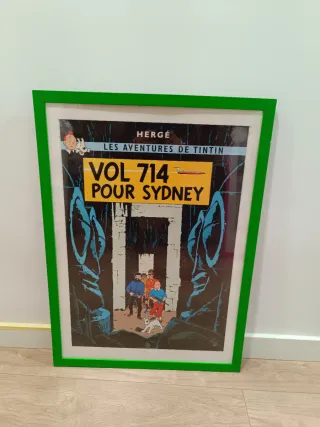 HERGÉ
LES AVENTURES DE TINTIN
VOL 714
POUR SYDNEY